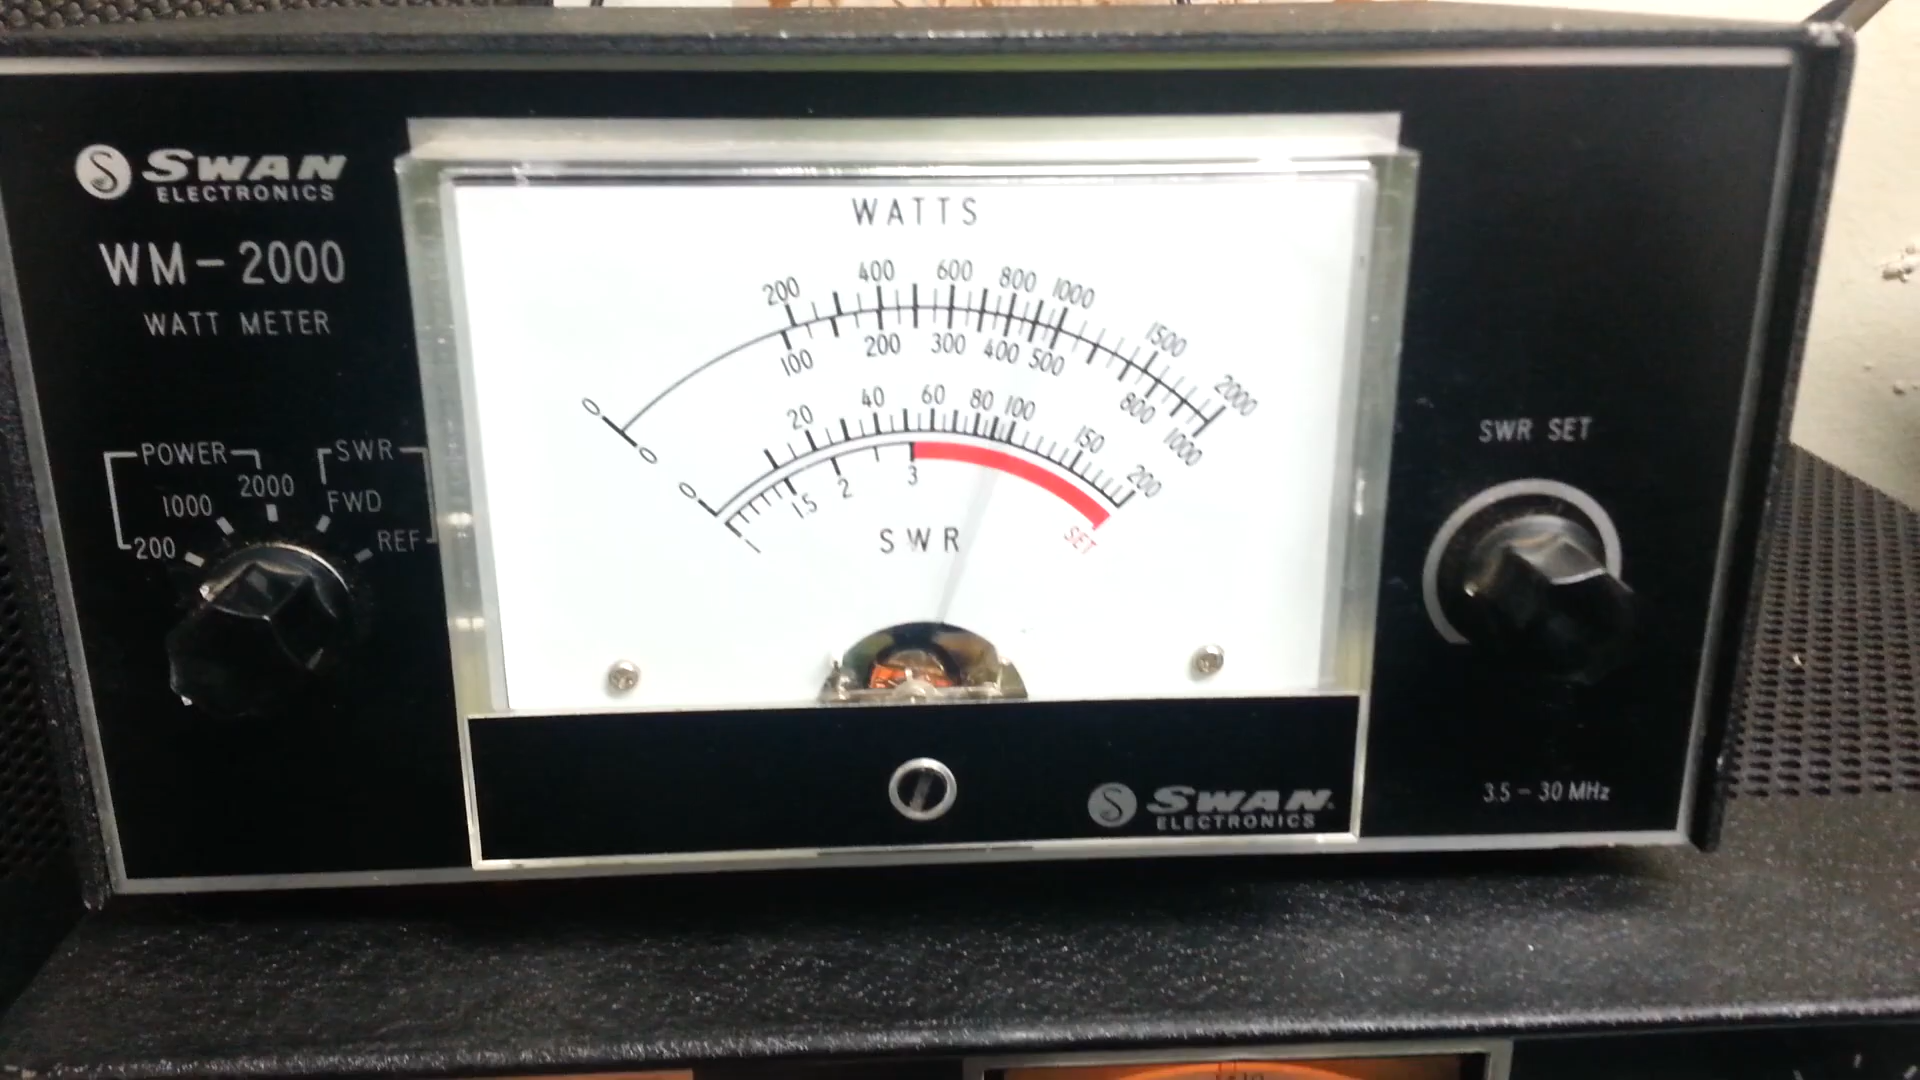 SWAN
ELECTRONICS
WM-2000
WATT METER
POWER
SWR
200
1000
2000
FWD
REF
WATTS
200 400 600 800 1000 1500 2000
0
100 200 300 400 500 800 1000
0
20 40 60 80 100 150 200
0
1 1.5 2 3 SET
SWR
SWAN
ELECTRONICS
SWR SET
3.5 - 30 MHz